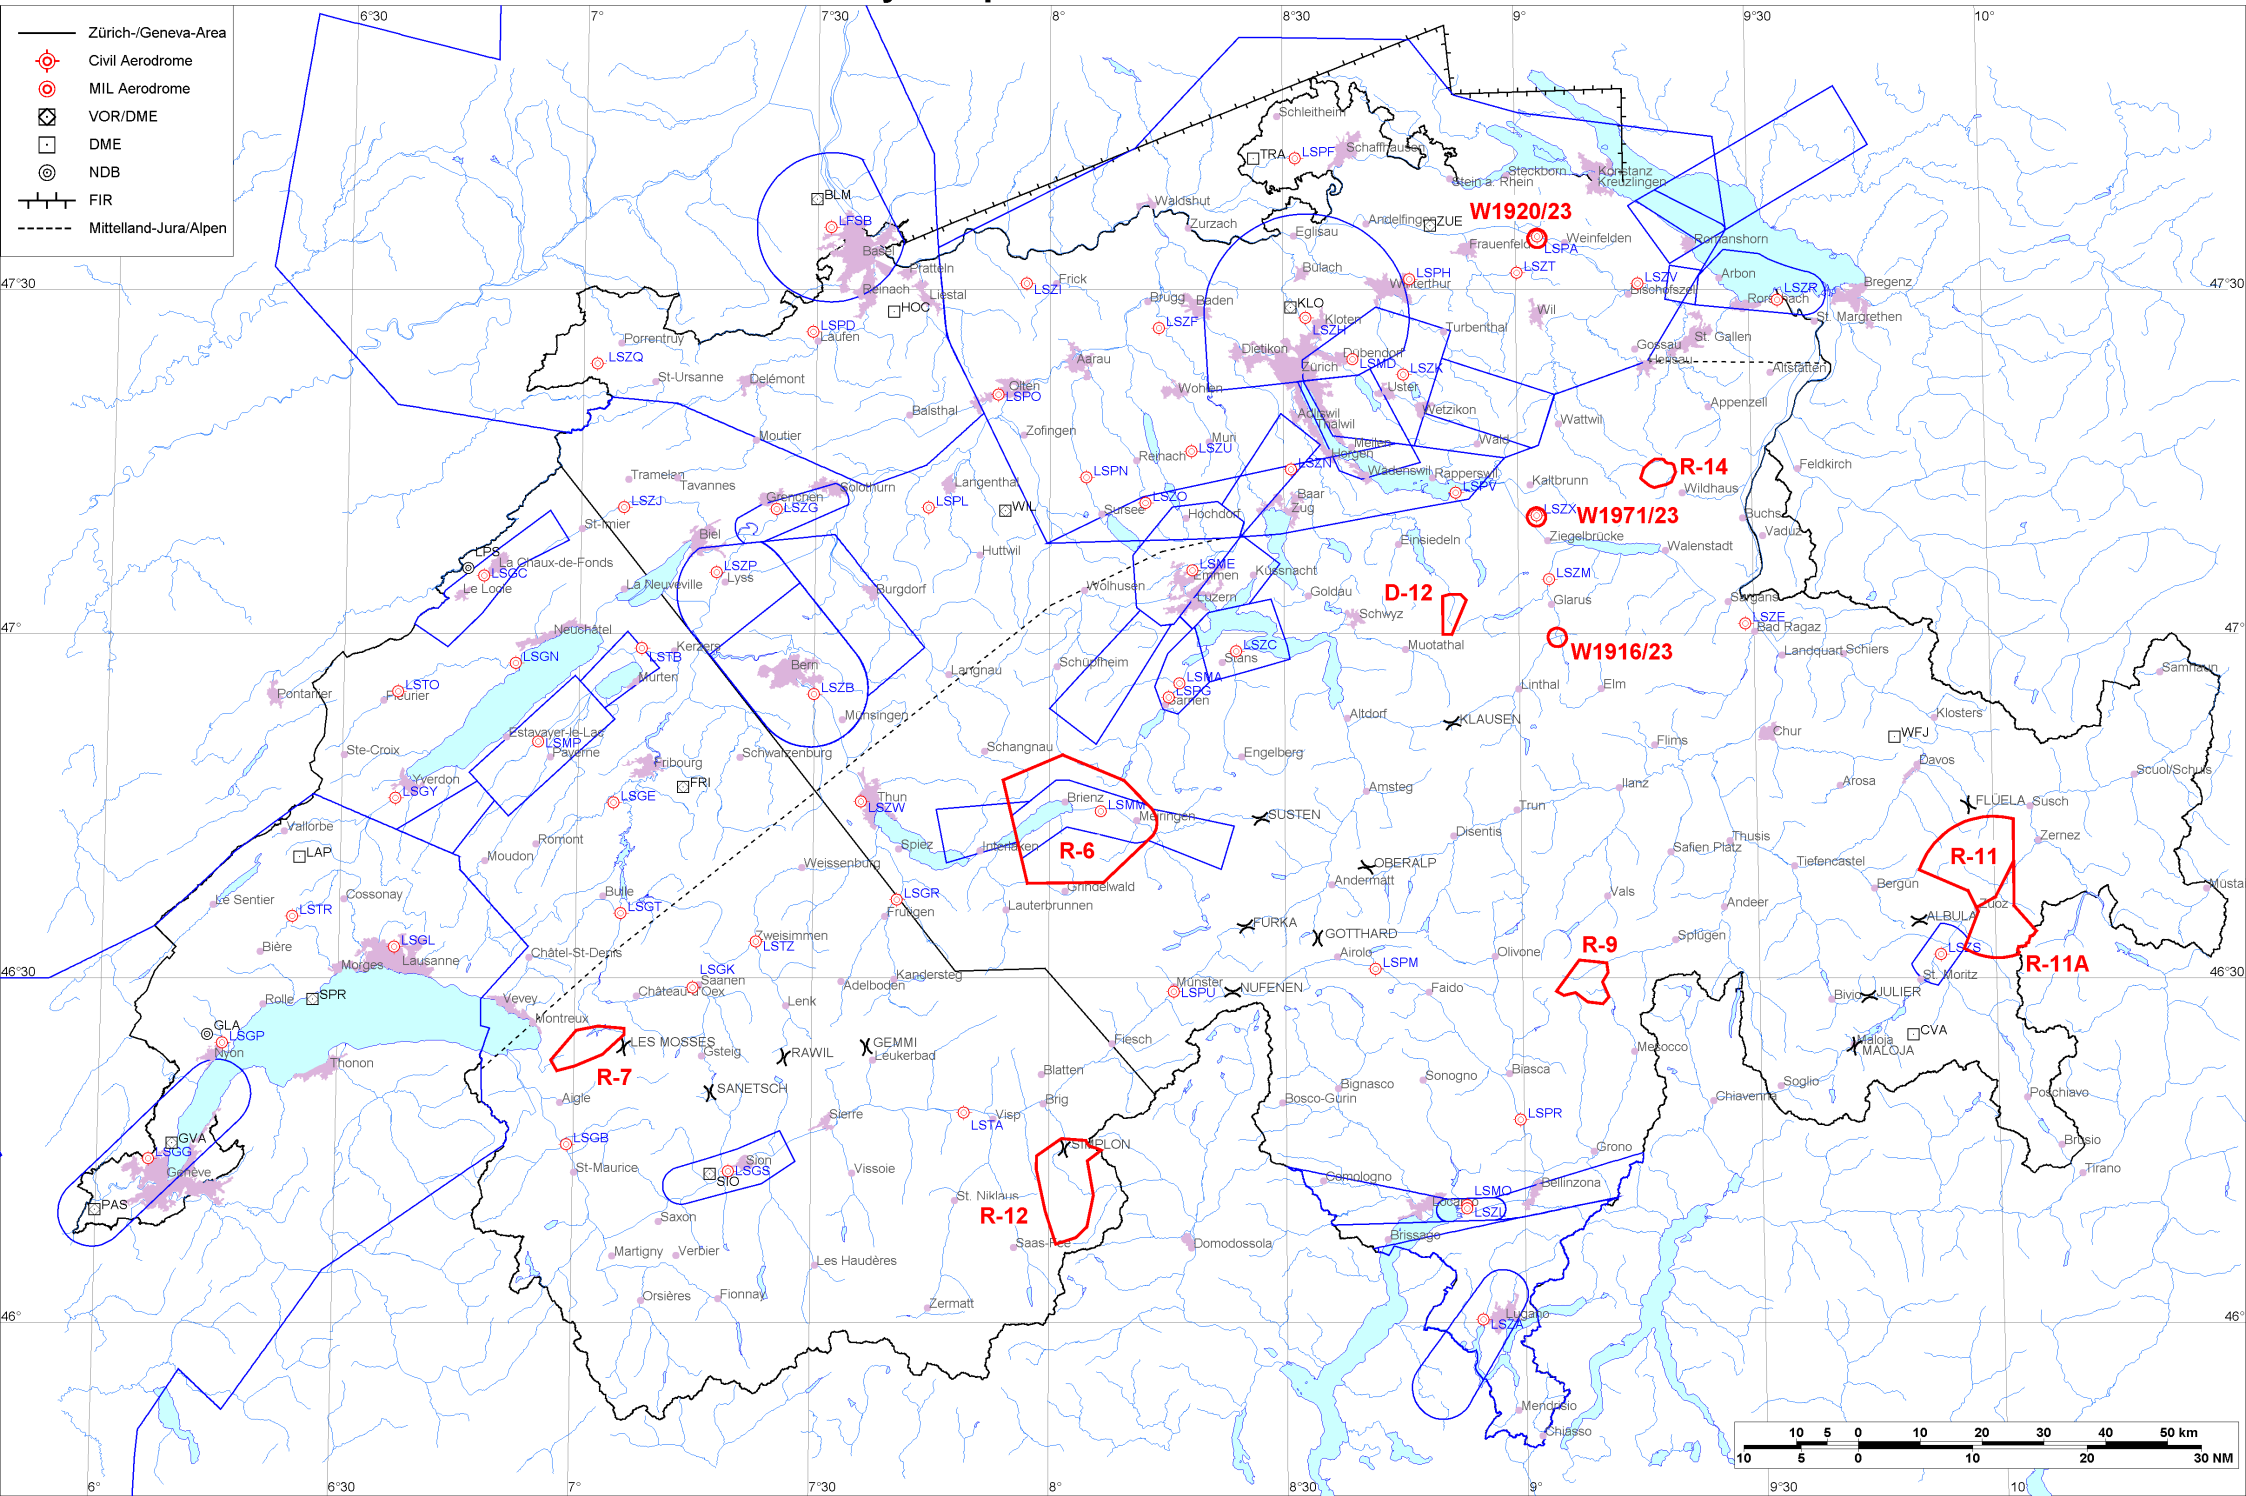 6°30
7°
7°30
8°
8°30
9°
9°30
10°
Zürich-/Geneva-Area
Civil Aerodrome
MIL Aerodrome
VOR/DME
DME
NDB
FIR
Mittelland-Jura/Alpen
Schleitheim
TRA
LSPF
Schaffhausen
Steckborn
Stein a. Rhein
Konstanz
Kreuzlingen
BLM
LFSB
Basel
Waldshut
Zurzach
Eglisau
Andelfingen
ZUE
W1920/23
LSPA
Weinfelden
Frauenfeld
Romanshorn
Pratteln
Reinach
Liestal
HOC
Frick
LSZI
Bülach
LSPH
Winterthur
LSZT
LSZV
Bischofszell
Arbon
LSZR
Rorschach
Bregenz
47°30
47°30
LSPD
Laufen
Brugg
Baden
LSZF
KLO
Kloten
LSZH
Turbenthal
Wil
St. Margrethen
St. Gallen
Gossau
Herisau
Porrentruy
LSZQ
St-Ursanne
Delémont
Aarau
Dietikon
Zürich
Dübendorf
LSMD
LSZK
Uster
Altstätten
Olten
LSPO
Wohlen
Balsthal
Adliswil
Thalwil
Wetzikon
Wattwil
Appenzell
Moutier
Zofingen
Muri
LSZU
Meilen
Horgen
Wald
Reinach
Tramelan
Tavannes
LSPN
LSZN
Wädenswil
Rapperswil
LSPV
Kaltbrunn
R-14
Wildhaus
Feldkirch
Grenchen
Solothurn
LSZG
LSZJ
LSPL
Langenthal
WIL
LSZO
Sursee
Hochdorf
Baar
Zug
LSZX
W1971/23
Ziegelbrücke
Buchs
Vaduz
St-Imier
Biel
Huttwil
Einsiedeln
Walenstadt
LPS
La Chaux-de-Fonds
LSGC
Le Locle
LSZP
Lyss
La Neuveville
Burgdorf
Wolhusen
LSME
Emmen
Luzern
Küssnacht
Goldau
Schwyz
D-12
LSZM
Glarus
Sargans
LSZE
Bad Ragaz
47°
47°
Neuchâtel
LSGN
LSTB
Kerzers
Murten
Bern
LSZB
Langnau
Schüpfheim
LSZC
Stans
LSMA
LSPG
Sarnen
Muotathal
W1916/23
Landquart
Schiers
Samnaun
Pontarlier
LSTO
Fleurier
Münsingen
Altdorf
KLAUSEN
Linthal
Elm
Klosters
Estavayer-le-Lac
LSMP
Payerne
Ste-Croix
Schwarzenburg
Schangnau
Engelberg
Flims
Chur
WFJ
Davos
Scuol/Schuls
Yverdon
LSGY
Fribourg
FRI
LSGE
Thun
LSZW
Brienz
LSMM
Meiringen
SUSTEN
Amsteg
Trun
Ilanz
Arosa
FLUELA
Susch
Vallorbe
LAP
Romont
Moudon
Weissenburg
Spiez
Interlaken
R-6
Grindelwald
Disentis
OBERALP
Andermatt
Safien Platz
Thusis
Tiefencastel
Zernez
R-11
Bergün
Müsta
Le Sentier
Cossonay
LSTR
Bulle
LSGT
LSGR
Frutigen
Lauterbrunnen
FURKA
GOTTHARD
Vals
Andeer
Zuoz
ALBULA
Bière
LSGL
Lausanne
Morges
Châtel-St-Denis
Zweisimmen
LSTZ
Airolo
Olivone
R-9
Splügen
LSZS
St. Moritz
R-11A
46°30
46°30
LSGK
Saanen
Château-d'Oex
Kandersteg
Adelboden
Münster
LSPU
NUFENEN
LSPM
Faido
Bivio
JULIER
Rolle
SPR
Vevey
Montreux
Lenk
GLA
LSGP
Nyon
Thonon
LES MOSSES
R-7
Gsteig
RAWIL
GEMMI
Leukerbad
Fiesch
Mesocco
CVA
Maloja
MALOJA
Aigle
SANETSCH
Blatten
Brig
Bignasco
Sonogno
Biasca
Bosco-Gurin
Soglio
Chiavenna
Poschiavo
Sierre
LSTA
Visp
LSPR
GVA
LSGG
Genève
LSGB
St-Maurice
SIO
Sion
LSGS
Vissoie
SIMPLON
Grono
Brusio
Tirano
PAS
St. Niklaus
R-12
Comologno
Locarno
LSMO
LSZL
Bellinzona
Saxon
Martigny
Verbier
Les Haudères
Saas-Fee
Domodossola
Brissago
Orsières
Fionnay
Zermatt
46°
46°
Lugano
LSZA
Mendrisio
Chiasso
10 5 0 10 20 30 40 50 km
10 5 0 10 20 30 NM
6°
6°30
7°
7°30
8°
8°30
9°
9°30
10